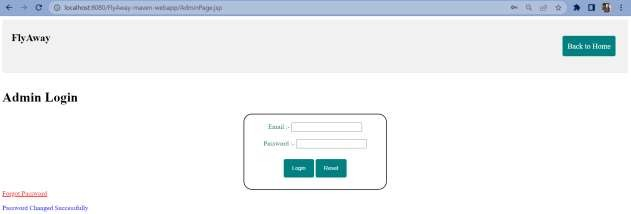 localhost:8080/FlyAway-maven-webapp/AdminPage.jsp
FlyAway
Back to Home
Admin Login
Email :-
Password :-
Login Reset
Forgot Password
Password Changed Successfully